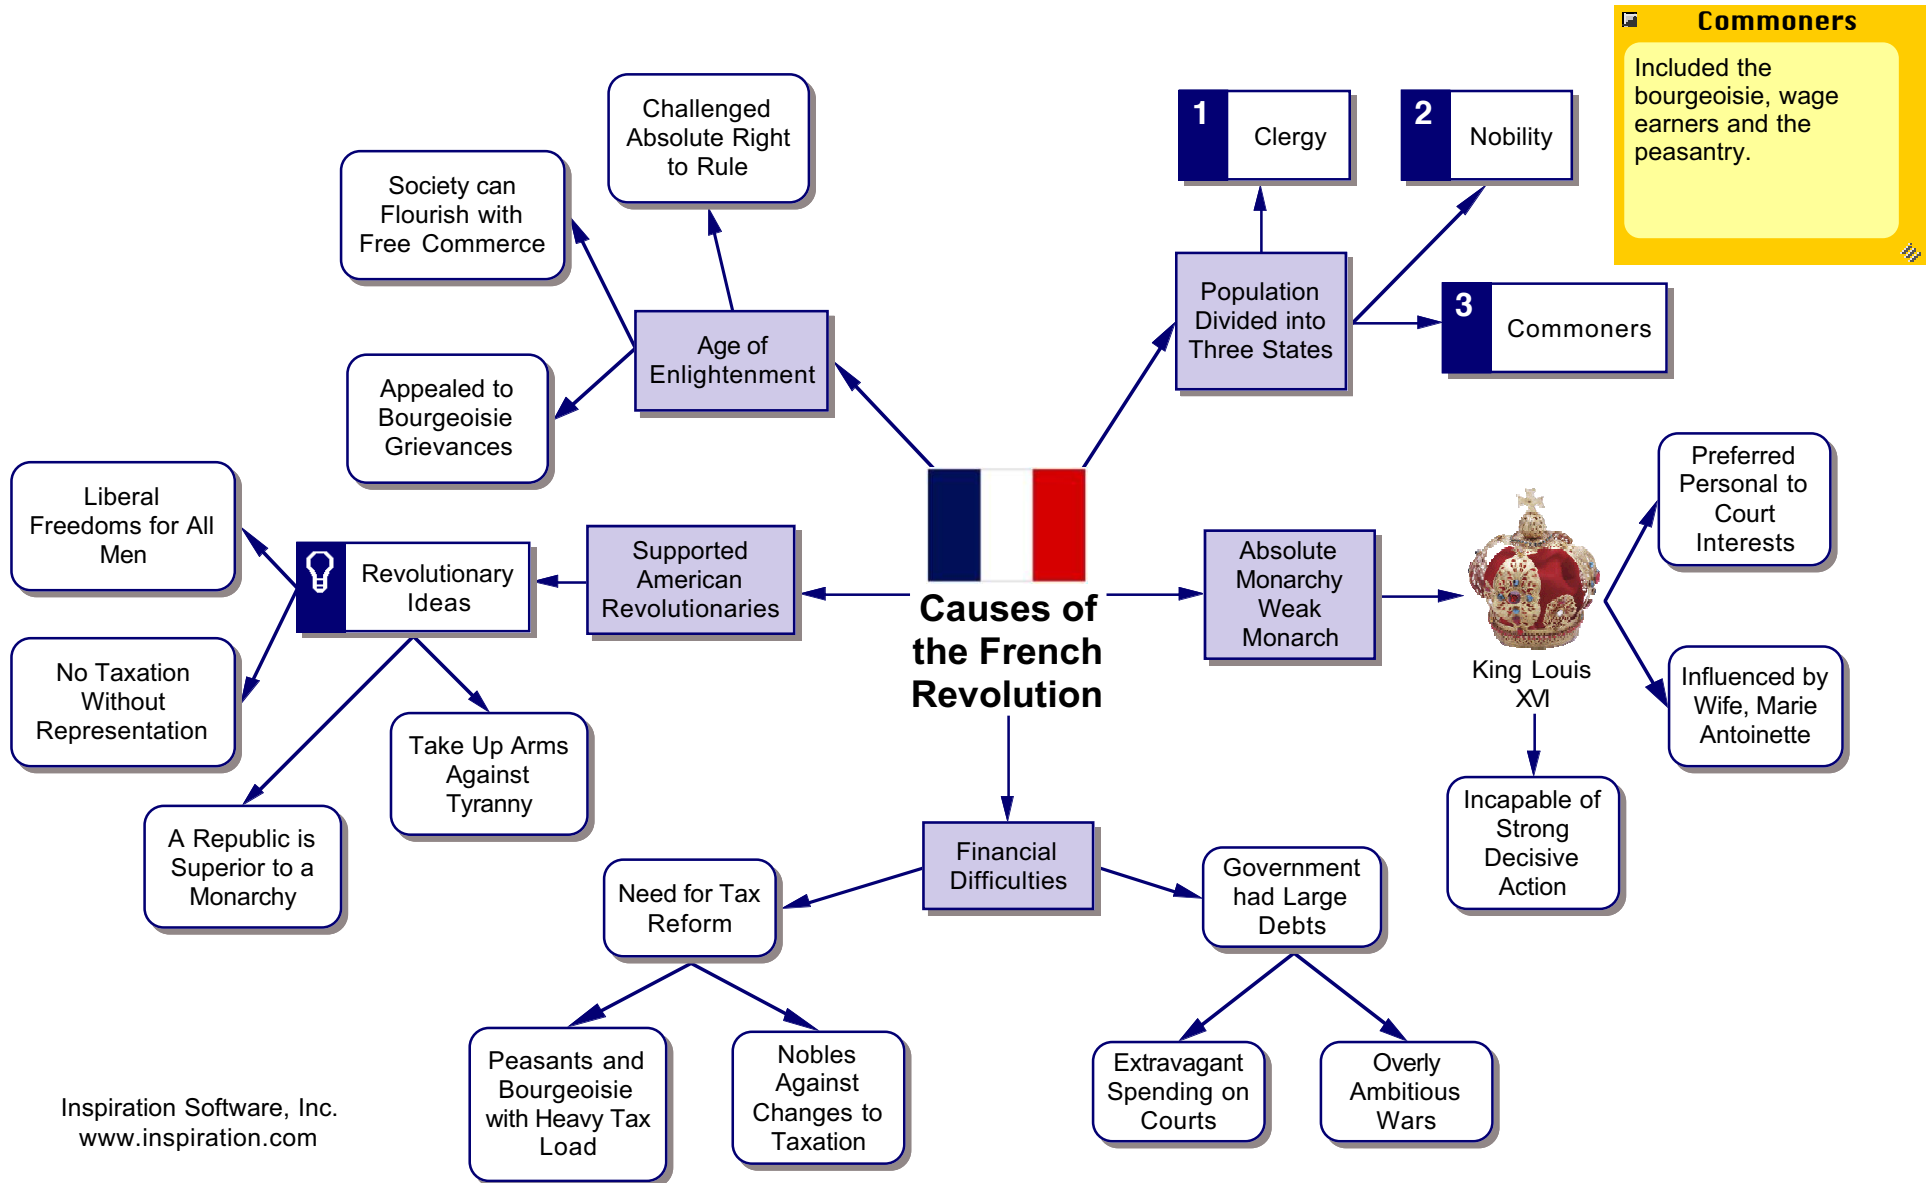 Commoners
Included the
bourgeoisie, wage
earners and the
peasantry.
Challenged
Absolute Right
to Rule
1
Clergy
2
Nobility
Society can
Flourish with
Free Commerce
Population
Divided into
Three States
3
Commoners
Age of
Enlightenment
Appealed to
Bourgeoisie
Grievances
Liberal
Freedoms for All
Men
Revolutionary
Ideas
Supported
American
Revolutionaries
Causes of
the French
Revolution
Absolute
Monarchy
Weak
Monarch
King Louis
XVI
Preferred
Personal to
Court
Interests
Influenced by
Wife, Marie
Antoinette
Incapable of
Strong
Decisive
Action
No Taxation
Without
Representation
Take Up Arms
Against
Tyranny
A Republic is
Superior to a
Monarchy
Financial
Difficulties
Need for Tax
Reform
Government
had Large
Debts
Peasants and
Bourgeoisie
with Heavy Tax
Load
Nobles
Against
Changes to
Taxation
Extravagant
Spending on
Courts
Overly
Ambitious
Wars
Inspiration Software, Inc.
www.inspiration.com